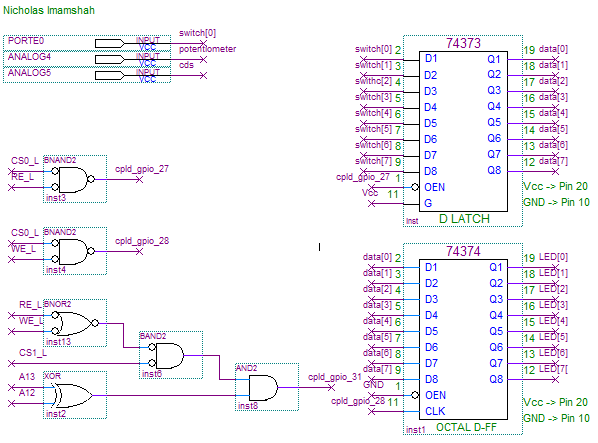 Nicholas Imamshah
PORTE0 INPUT VCC switch[0]
ANALOG4 INPUT VCC potentiometer
ANALOG5 INPUT VCC cds
74373
switch[0] 2 D1 Q1 19 data[0]
switch[1] 3 D2 Q2 18 data[1]
swithc[2] 4 D3 Q3 17 data[2]
switch[3] 5 D4 Q4 16 data[3]
switch[4] 6 D5 Q5 15 data[4]
switch[5] 7 D6 Q6 14 data[5]
switch[6] 8 D7 Q7 13 data[6]
switch[7] 9 D8 Q8 12 data[7]
cpld_gpio_27 1 OEN
Vcc 11 G
inst D LATCH
Vcc -> Pin 20
GND -> Pin 10
BNAND2
CS0_L
RE_L
cpld_gpio_27
inst3
BNAND2
CS0_L
WE_L
cpld_gpio_28
inst4
BNOR2
RE_L
WE_L
inst13
BAND2
CS1_L
inst6
XOR
A13
A12
inst2
AND2
cpld_gpio_31
inst8
74374
data[0] 2 D1 Q1 19 LED[0]
data[1] 3 D2 Q2 18 LED[1]
data[2] 4 D3 Q3 17 LED[2]
data[3] 5 D4 Q4 16 LED[3]
data[4] 6 D5 Q5 15 LED[4]
data[5] 7 D6 Q6 14 LED[5]
data[6] 8 D7 Q7 13 LED[6]
data[7] 9 D8 Q8 12 LED[7[
GND 1 OEN
cpld_gpio_28 11 CLK
inst1 OCTAL D-FF
Vcc -> Pin 20
GND -> Pin 10